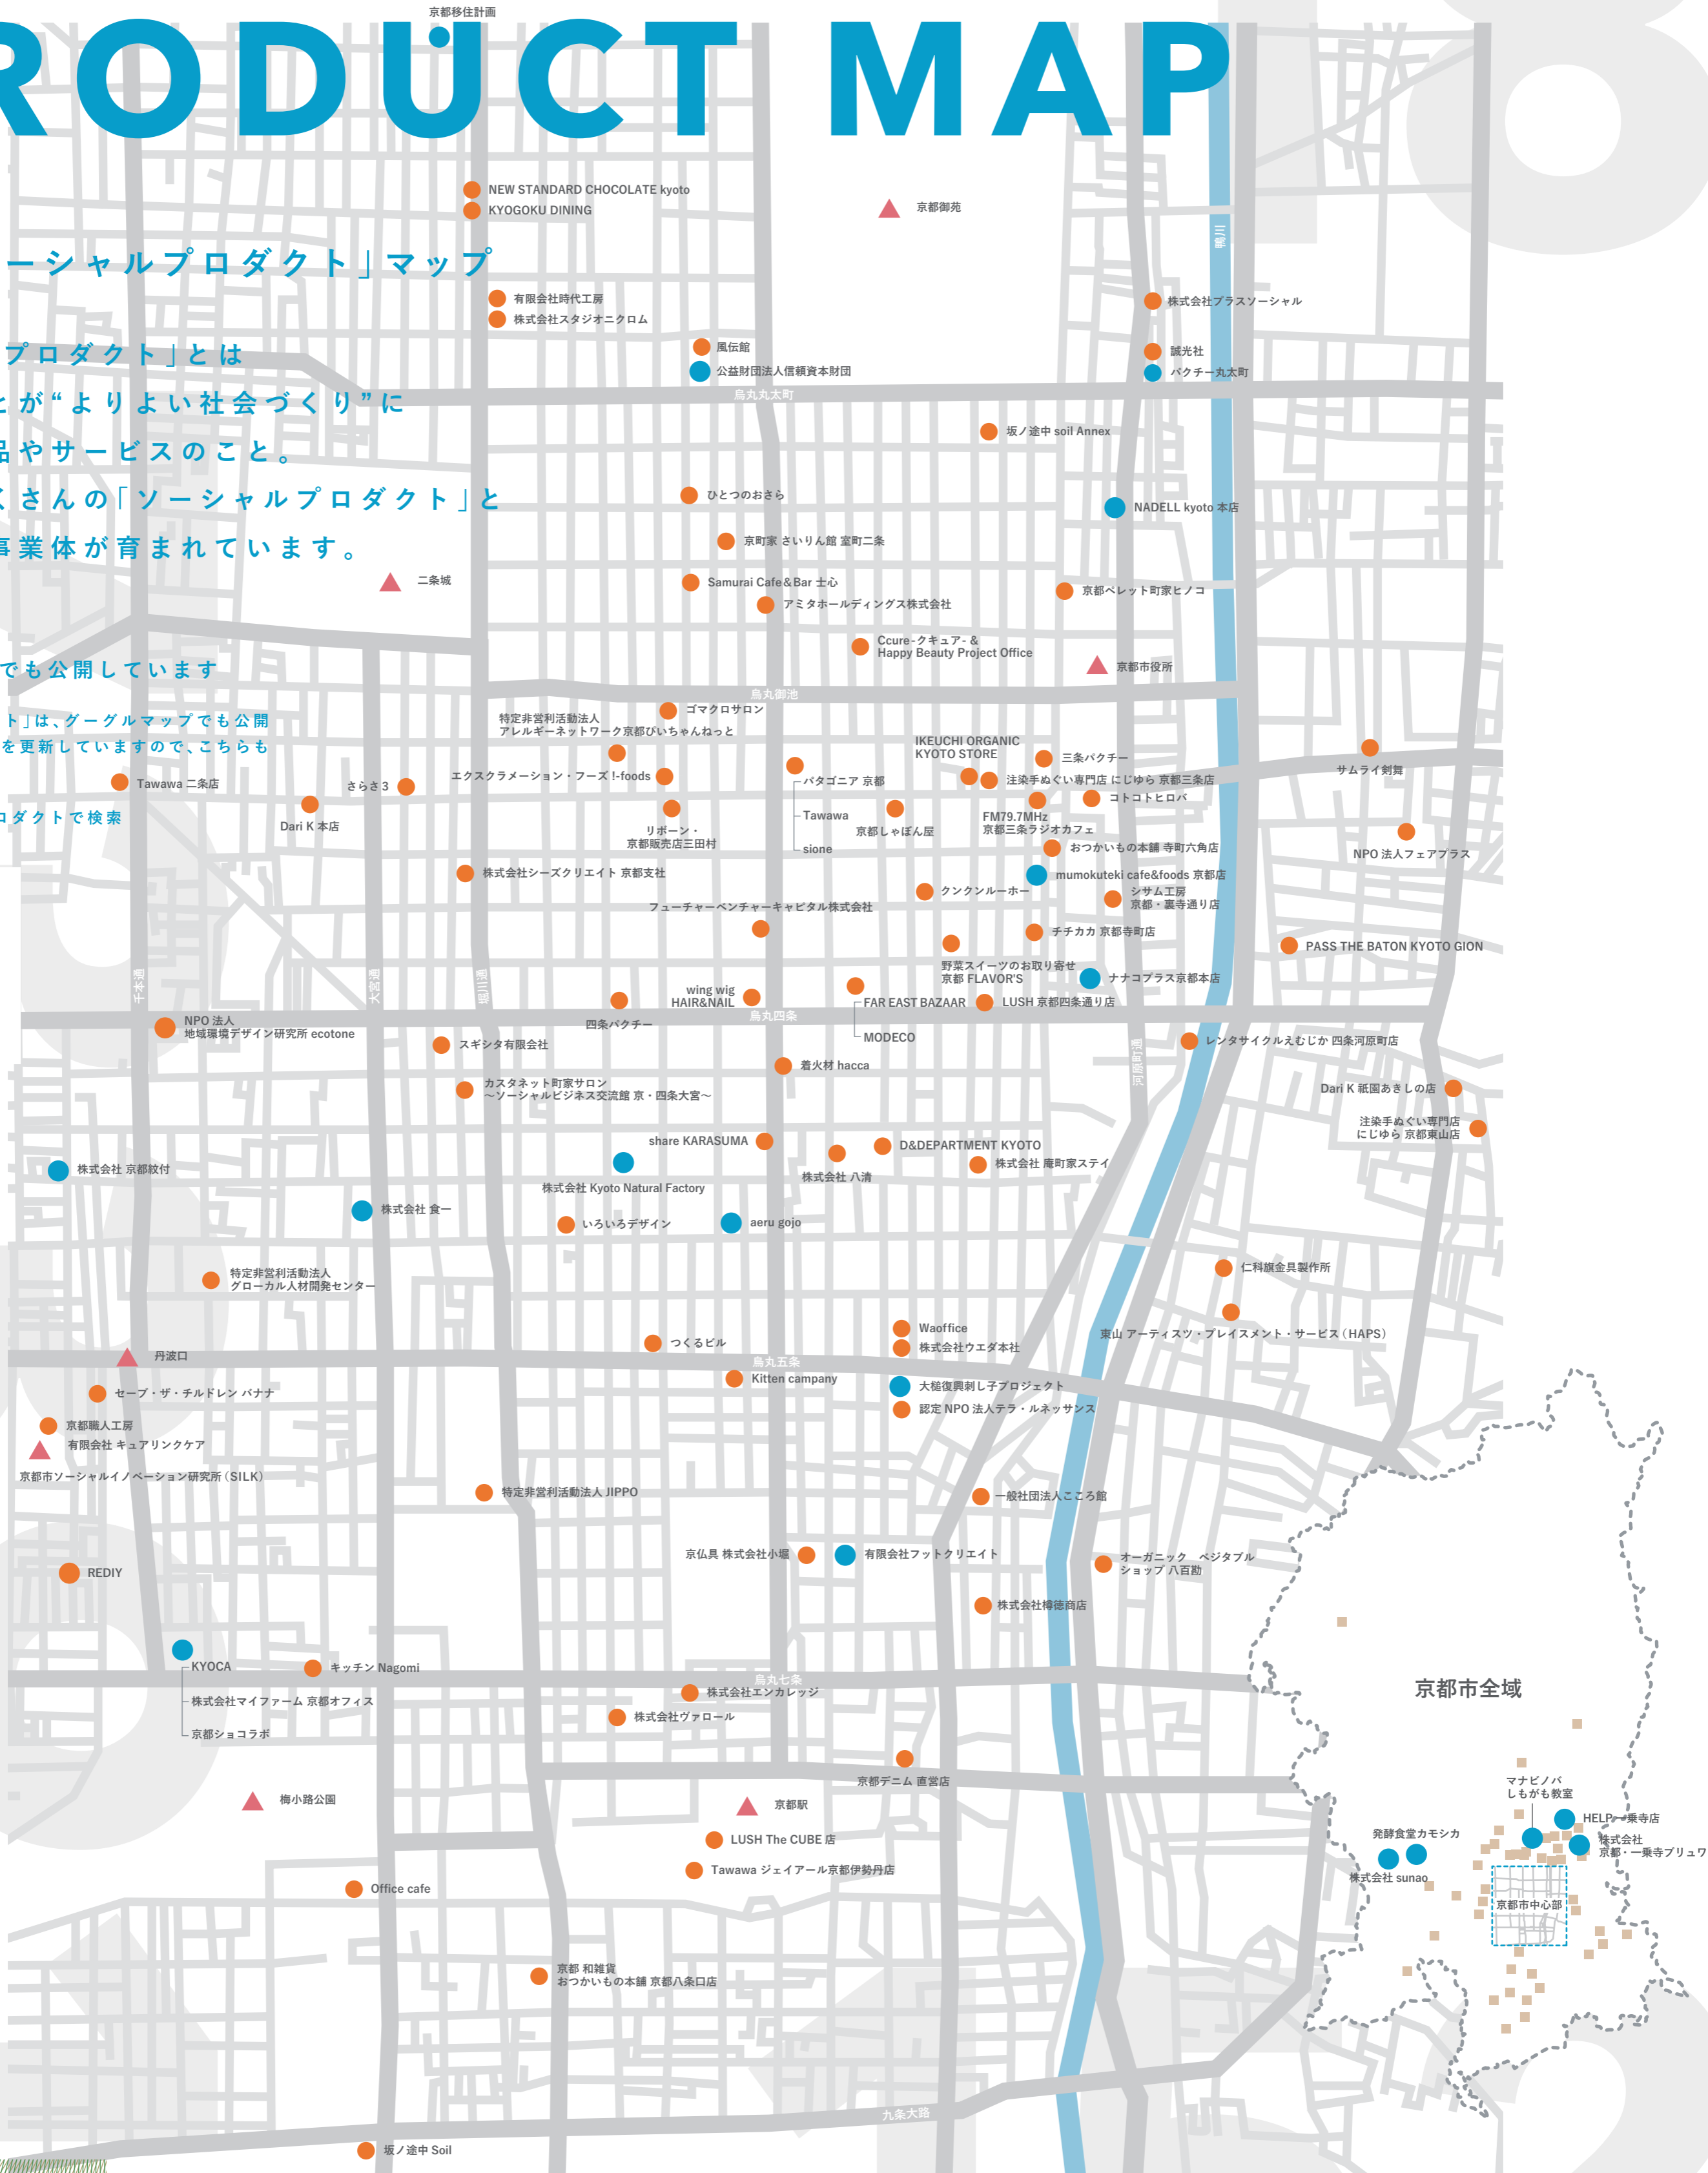 京都移住計画
RODUCT MAP
NEW STANDARD CHOCOLATE kyoto
KYOGOKU DINING
京都御苑
鴨川
ーシャルプロダクト」マップ
有限会社時代工房
株式会社スタジオニクロム
株式会社プラスソーシャル
プロダクト」とは
風伝館
公益財団法人信頼資本財団
誠光社
パクチー丸太町
烏丸丸太町
とが“よりよい社会づくり”に
坂ノ途中 soil Annex
品やサービスのこと。
くさんの「ソーシャルプロダクト」と
ひとつのおさら
NADELL kyoto 本店
事業体が育まれています。
京町家 さいりん館 室町二条
二条城
Samurai Cafe&Bar 士心
アミタホールディングス株式会社
京都ペレット町家ヒノコ
Ccure -クキュア- &
Happy Beauty Project Office
京都市役所
でも公開しています
烏丸御池
ト」は、グーグルマップでも公開
を更新していますので、こちらも
ゴマクロサロン
特定非営利活動法人
アレルギーネットワーク京都ぴいちゃんねっと
エクスクラメーション・フーズ !-foods
IKEUCHI ORGANIC
KYOTO STORE
三条パクチー
注染手ぬぐい専門店 にじゆら 京都三条店
サムライ剣舞
Tawawa 二条店
さらさ3
Dari K 本店
ロダクトで検索
パタゴニア 京都
Tawawa
sione
リボーン・
京都販売店三田村
京都しゃぼん屋
FM79.7MHz
京都三条ラジオカフェ
コトコトヒロバ
おつかいもの本舗 寺町六角店
NPO 法人フェアプラス
株式会社シーズクリエイト 京都支社
mumokuteki cafe&foods 京都店
クンクンルーホー
シサム工房
京都・裏寺通り店
フューチャーベンチャーキャピタル株式会社
チチカカ 京都寺町店
PASS THE BATON KYOTO GION
野菜スイーツのお取り寄せ
京都 FLAVOR'S
ナナコプラス京都本店
千本通
大宮通
堀川通
wing wig
HAIR&NAIL
四条パクチー
FAR EAST BAZAAR
MODECO
LUSH 京都四条通り店
烏丸四条
NPO 法人
地域環境デザイン研究所 ecotone
スギシタ有限会社
レンタサイクルえむじか 四条河原町店
河原町通
着火材 hacca
カスタネット町家サロン
〜ソーシャルビジネス交流館 京・四条大宮〜
Dari K 祇園あきしの店
注染手ぬぐい専門店
にじゆら 京都東山店
share KARASUMA
D&DEPARTMENT KYOTO
株式会社 八清
株式会社 庵町家ステイ
株式会社 京都紋付
株式会社 Kyoto Natural Factory
株式会社 食一
いろいろデザイン
aeru gojo
特定非営利活動法人
グローカル人材開発センター
仁科旗金具製作所
東山 アーティスツ・プレイスメント・サービス(HAPS)
つくるビル
Waoffice
株式会社ウエダ本社
丹波口
烏丸五条
Kitten campany
大槌復興刺し子プロジェクト
認定 NPO 法人テラ・ルネッサンス
セーブ・ザ・チルドレン バナナ
京都職人工房
有限会社 キュアリンクケア
京都市ソーシャルイノベーション研究所(SILK)
特定非営利活動法人 JIPPO
一般社団法人こころ館
京仏具 株式会社小堀
有限会社フットクリエイト
オーガニック ベジタブル
ショップ 八百勘
REDIY
株式会社樽徳商店
KYOCA
株式会社マイファーム 京都オフィス
京都ショコラボ
キッチン Nagomi
烏丸七条
株式会社エンカレッジ
株式会社ヴァロール
京都デニム 直営店
京都市全域
梅小路公園
京都駅
LUSH The CUBE 店
Tawawa ジェイアール京都伊勢丹店
Office cafe
マナビノバ
しもがも教室
HELP 一乗寺店
株式会社
京都・一乗寺ブリュワ
発酵食堂カモシカ
株式会社 sunao
京都市中心部
京都 和雑貨
おつかいもの本舗 京都八条口店
九条大路
坂ノ途中 Soil